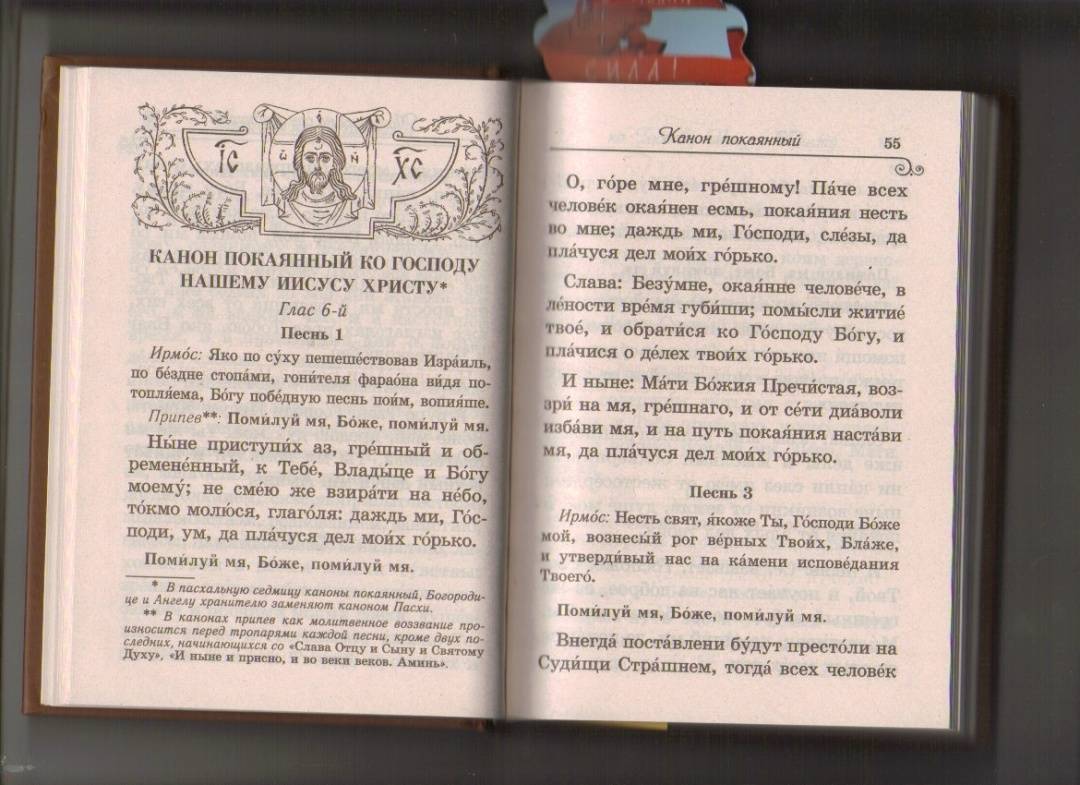 СИЛА!
IС
ХС
ѡ
Н
КАНОН ПОКАЯННЫЙ КО ГОСПОДУ
НАШЕМУ ИИСУСУ ХРИСТУ*
Глас 6-й
Песнь 1
Ирмо́с: Яко по су́ху пешеше́ствовав Изра́иль,
по бе́здне стопа́ми, гони́теля фарао́на ви́дя по-
топля́ема, Бо́гу побе́дную песнь пои́м, вопия́ше.
Припев**: Поми́луй мя, Бо́же, поми́луй мя.
Ны́не приступи́х аз, гре́шный и об-
ремене́нный, к Тебе́, Влады́це и Бо́гу
моему́; не сме́ю же взира́ти на не́бо,
то́кмо молю́ся, глаго́ля: даждь ми, Го́с-
поди, ум, да пла́чуся дел мои́х го́рько.
Поми́луй мя, Бо́же, поми́луй мя.
* В пасхальную седмицу каноны покаянный, Богороди-
це и Ангелу хранителю заменяют каноном Пасхи.
** В канонах припев как молитвенное воззвание про-
износится перед тропарями каждой песни, кроме двух по-
следних, начинающихся со «Слава Отцу и Сыну и Святому
Духу», «И ныне и присно, и во веки веков. Аминь».
Канон покаянный 55
О, го́ре мне, гре́шному! Па́че всех
человек окая́нен есмь, покая́ния несть
во мне; даждь ми, Го́споди, сле́зы, да
пла́чуся дел мои́х го́рько.
Слава: Безу́мне, окая́нне челове́че, в
ле́ности вре́мя губи́ши; помы́сли житие́
твое́, и обрати́ся ко Го́споду Бо́гу, и
пла́чися о де́лех твои́х го́рько.
И ныне: Ма́ти Бо́жия Пречи́стая, воз-
зри́ на мя, гре́шнаго, и от се́ти диа́воли
изба́ви мя, и на путь покая́ния наста́ви
мя, да пла́чуся дел мои́х го́рько.
Песнь 3
Ирмо́с: Несть свят, я́коже Ты, Го́споди Бо́же
мой, вознесы́й рог ве́рных Твои́х, Бла́же,
и утверди́вый нас на ка́мени испове́дания
Твоего́.
Поми́луй мя, Бо́же, поми́луй мя.
Внегда́ поста́влени бу́дут престо́ли на
Суди́щи Стра́шнем, тогда́ всех челове́к